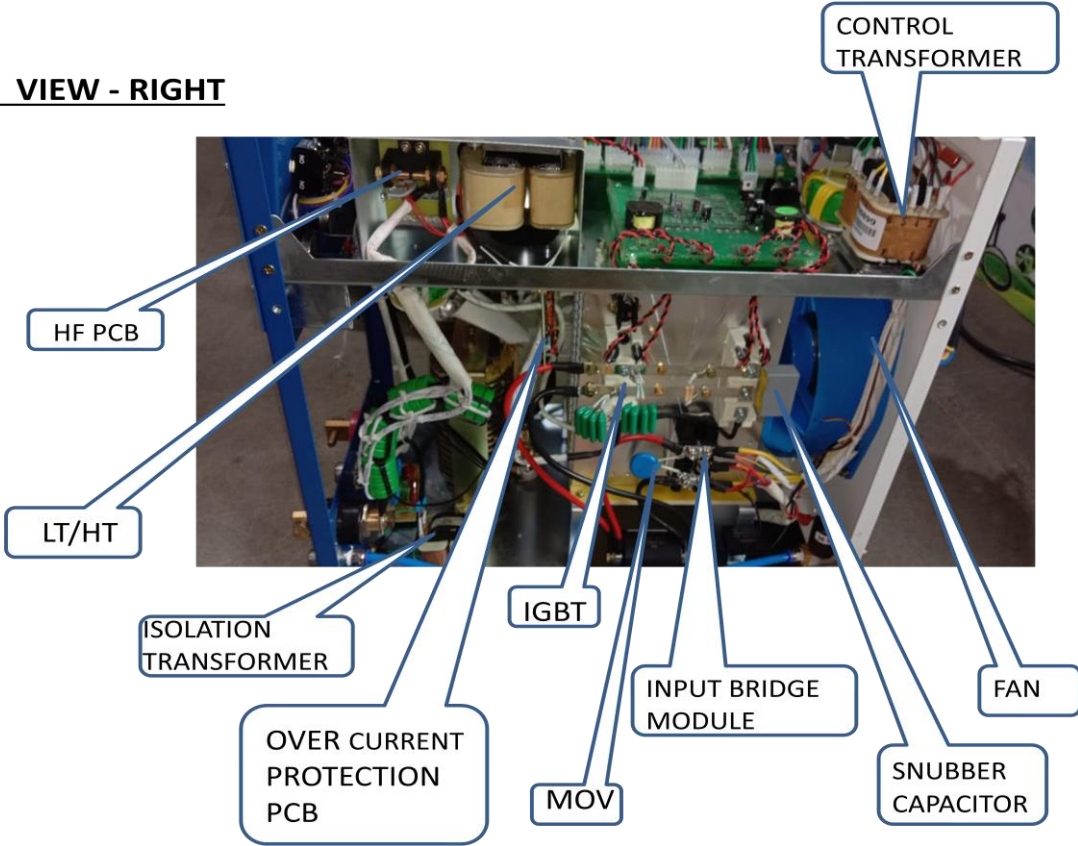 CONTROL
TRANSFORMER
VIEW - RIGHT
HF PCB
LT/HT
ISOLATION
TRANSFORMER
IGBT
INPUT BRIDGE
MODULE
FAN
OVER CURRENT
PROTECTION
PCB
MOV
SNUBBER
CAPACITOR